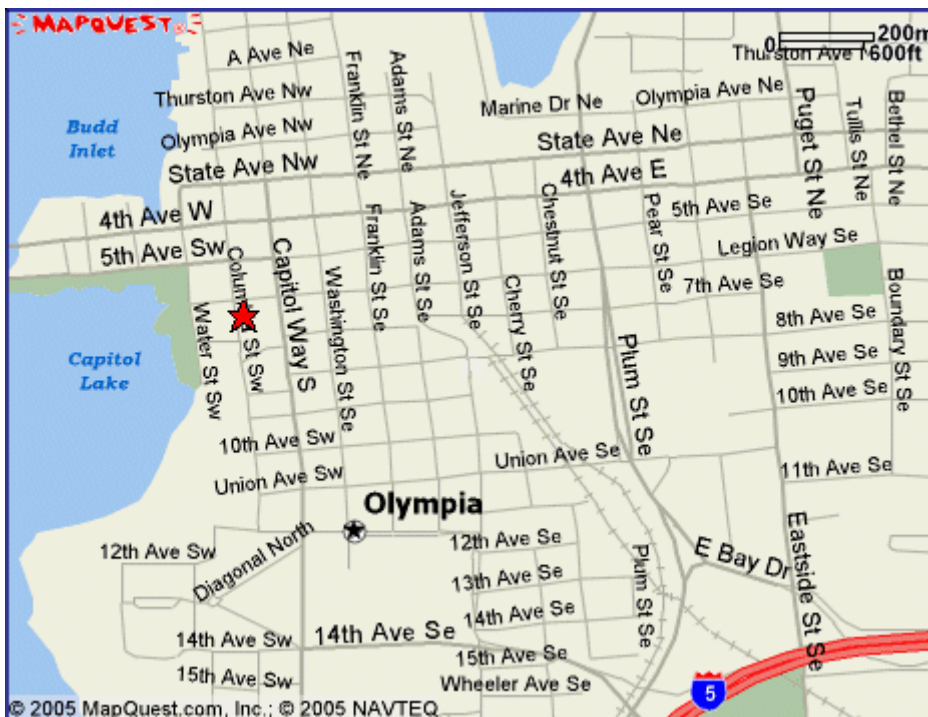 MAPQUEST
200m
0
600ft
A Ave Ne
Thurston Ave Nw
Olympia Ave Nw
State Ave Nw
Franklin St Ne
Adams St Ne
Marine Dr Ne
Olympia Ave Ne
Thurston Ave
State Ave Ne
Puget St Ne
Tullis St Ne
Bethel St Ne
Budd
Inlet
4th Ave W
4th Ave E
5th Ave Sw
5th Ave Se
Legion Way Se
7th Ave Se
8th Ave Se
9th Ave Se
10th Ave Se
11th Ave Se
Capitol
Lake
Water St Sw
St Sw
Capitol Way S
Washington St Se
Franklin St Se
Adams St Se
Jefferson St Se
Cherry St Se
Chestnut St Se
Pear St Se
Plum St Se
Boundary St Se
10th Ave Sw
Union Ave Sw
Union Ave Se
Olympia
12th Ave Sw
Diagonal North
12th Ave Se
13th Ave Se
14th Ave Se
Plum St Se
E Bay Dr
Eastside St Se
14th Ave Sw
14th Ave Se
15th Ave Sw
15th Ave Se
Wheeler Ave Se
5
© 2005 MapQuest.com, Inc.; © 2005 NAVTEQ